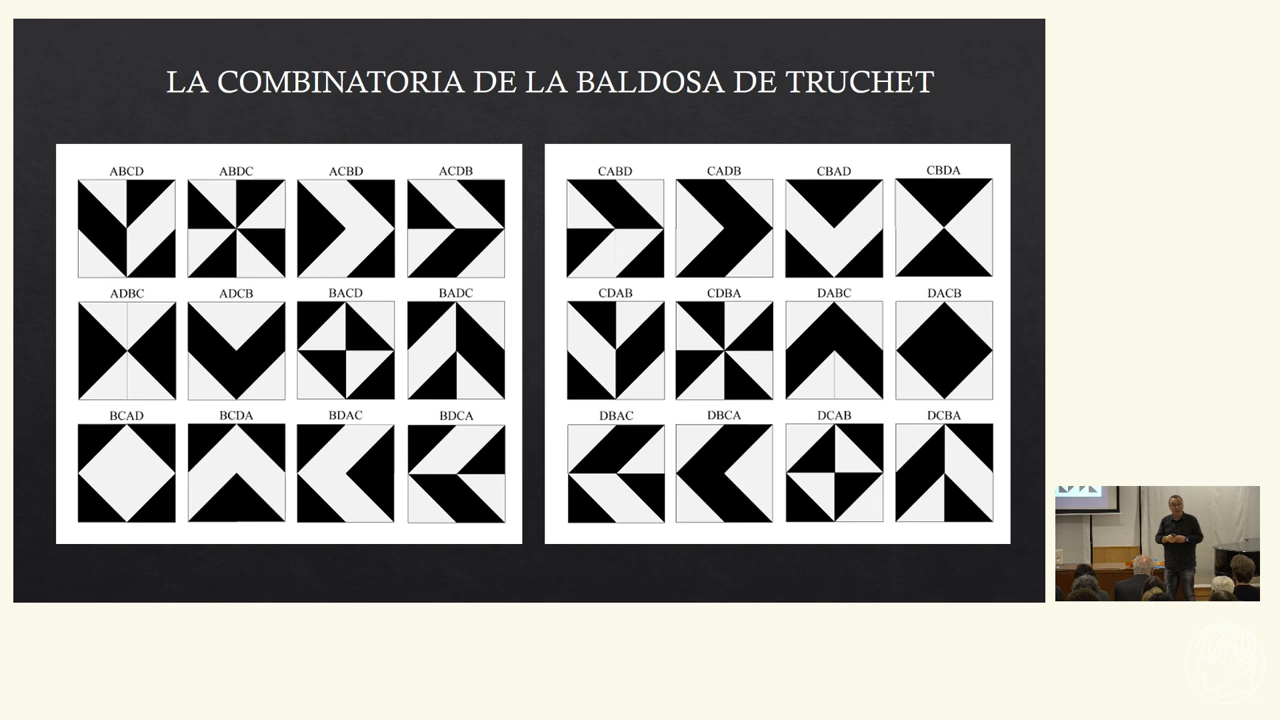 LA COMBINATORIA DE LA BALDOSA DE TRUCHET
ABCD ABDC ACBD ACDB
ADBC ADCB BACD BADC
BCAD BCDA BDAC BDCA
CABD CADB CBAD CBDA
CDAB CDBA DABC DACB
DBAC DBCA DCAB DCBA